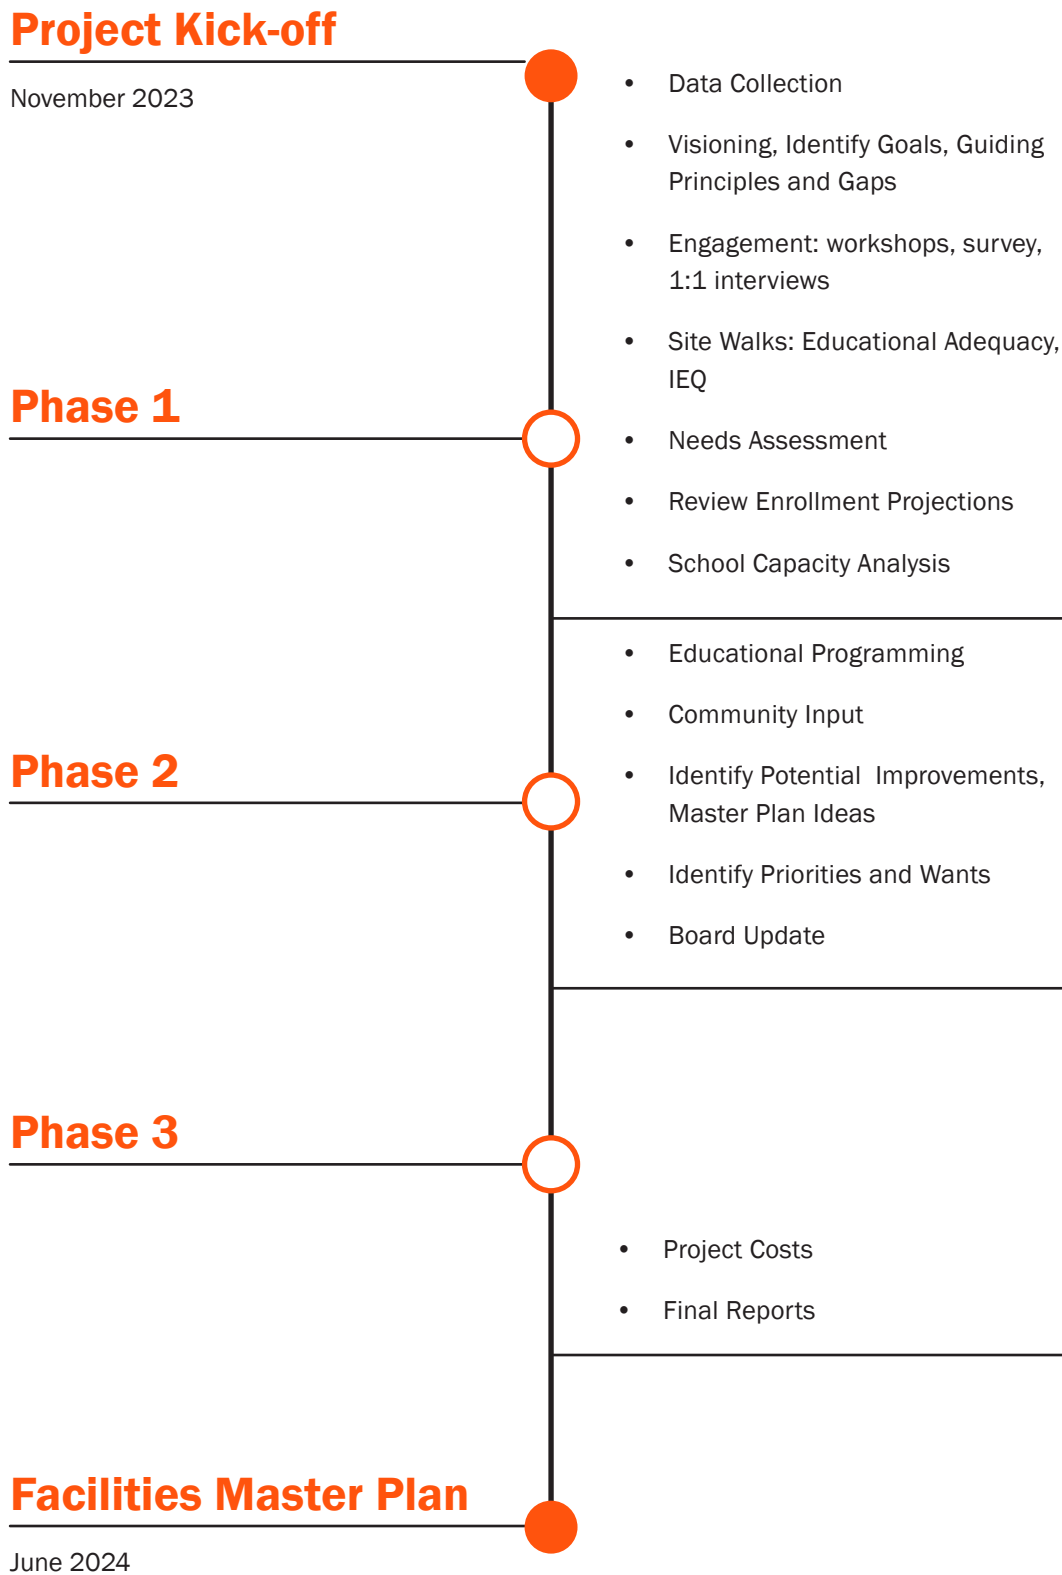 Project Kick-off
November 2023
• Data Collection
• Visioning, Identify Goals, Guiding
Principles and Gaps
• Engagement: workshops, survey,
1:1 interviews
• Site Walks: Educational Adequacy,
IEQ
Phase 1
• Needs Assessment
• Review Enrollment Projections
• School Capacity Analysis
• Educational Programming
• Community Input
Phase 2
• Identify Potential  Improvements,
Master Plan Ideas
• Identify Priorities and Wants
• Board Update
Phase 3
• Project Costs
• Final Reports
Facilities Master Plan
June 2024